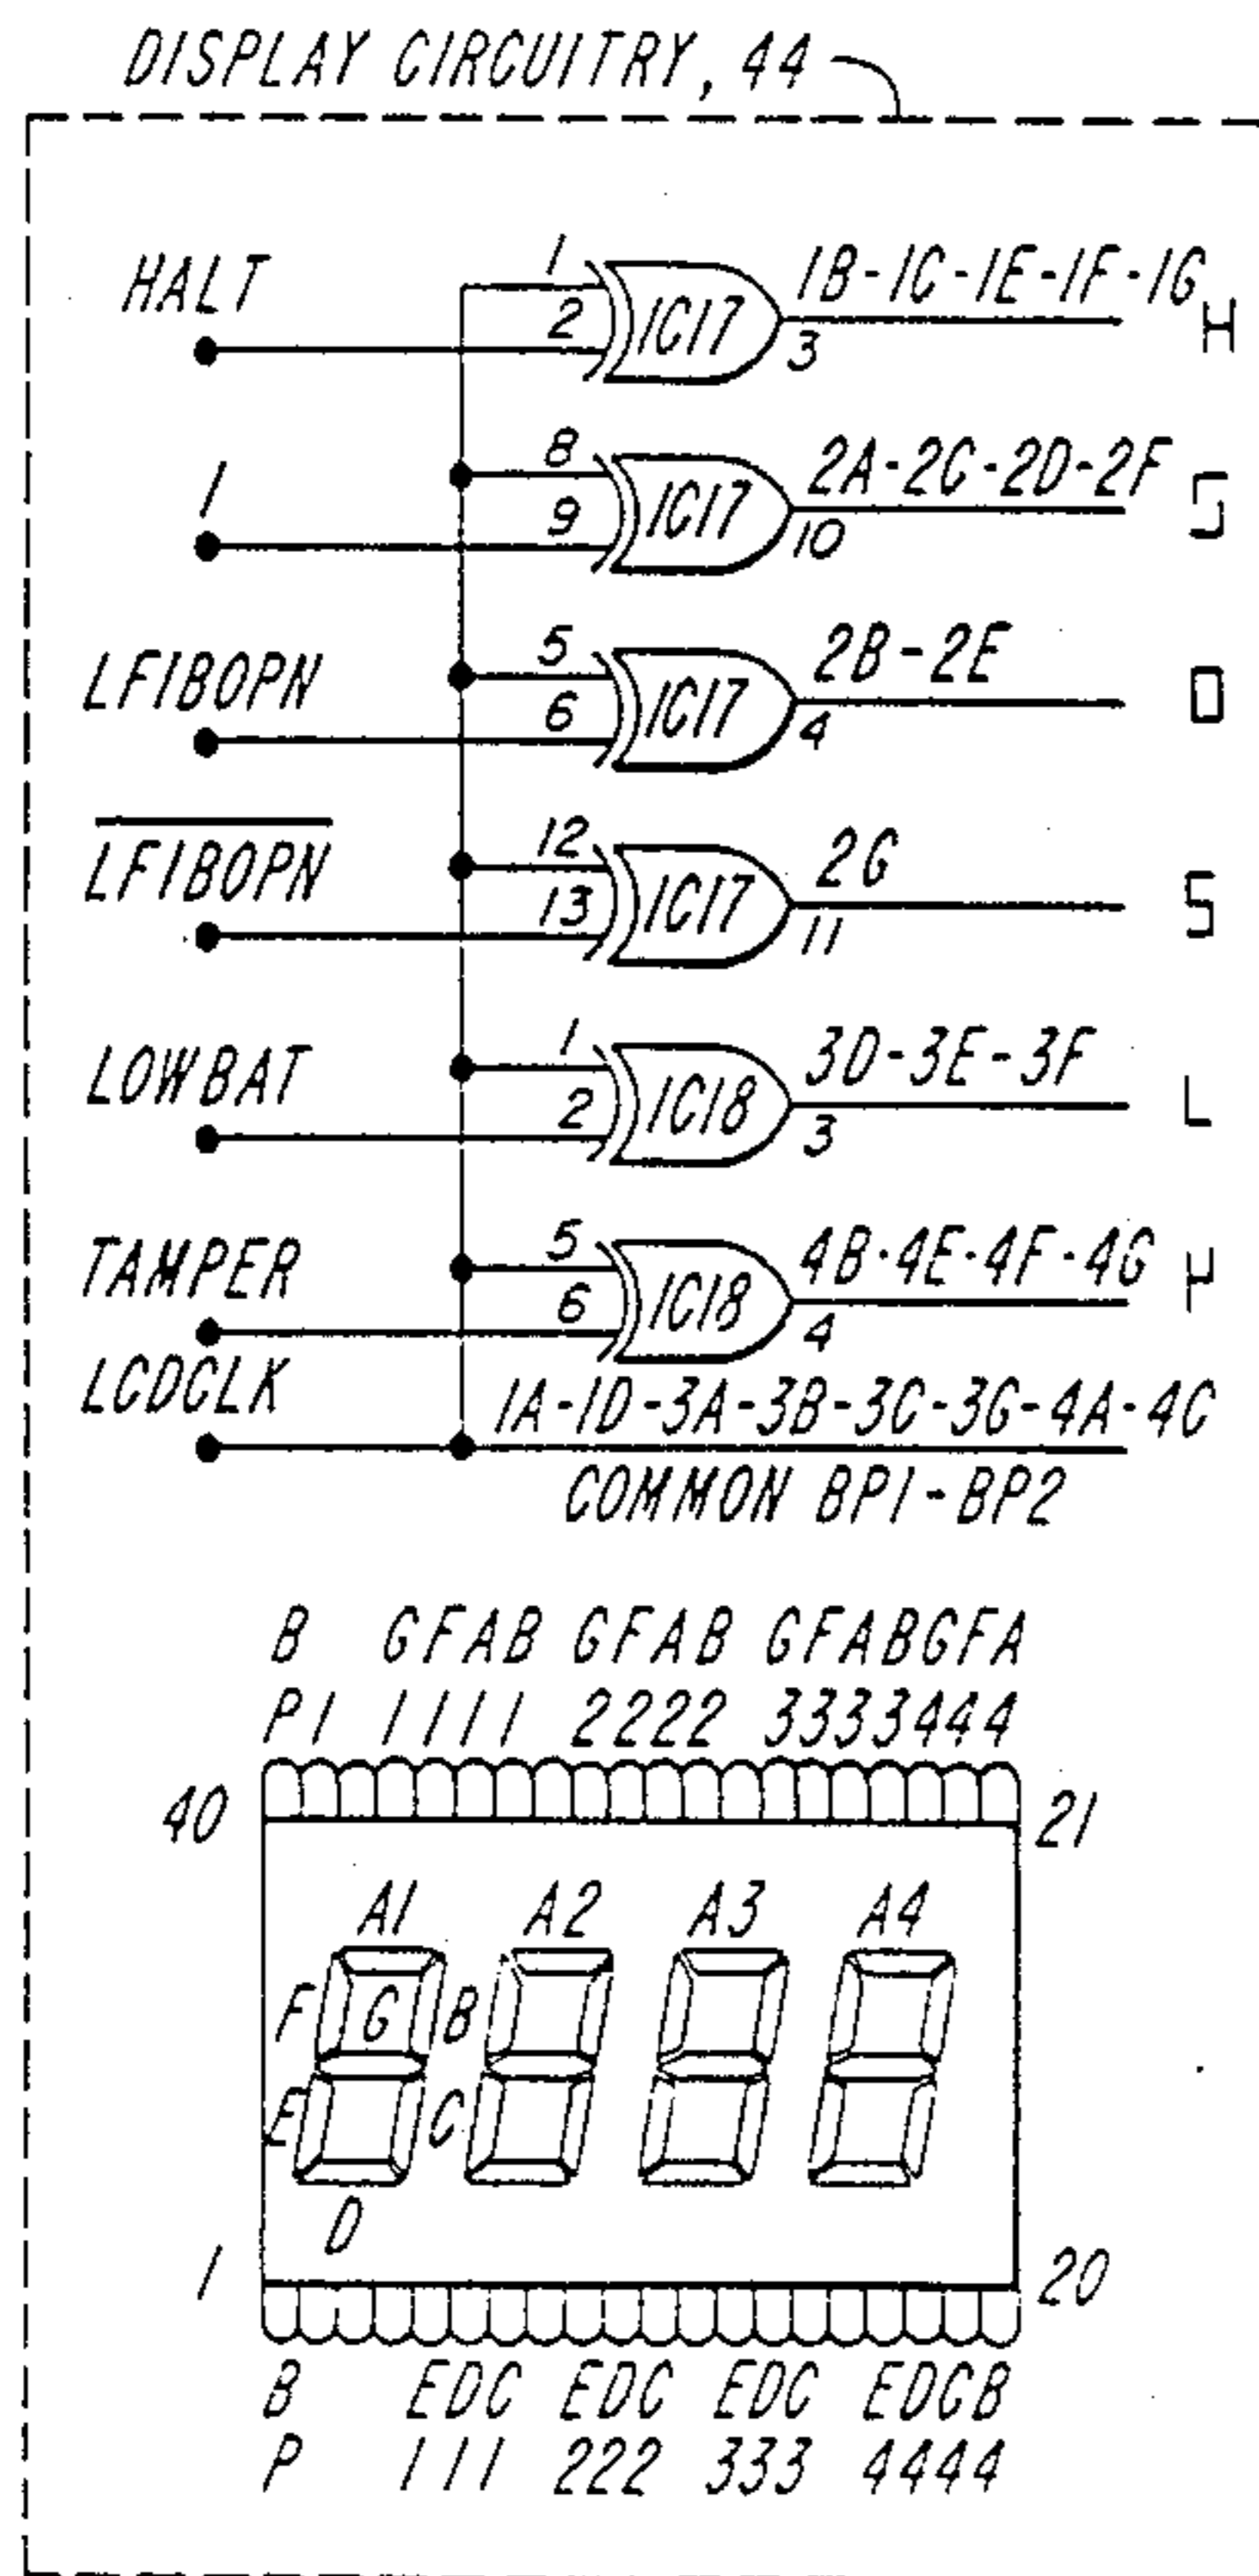 DISPLAY CIRCUITRY, 44
HALT
1
2
IC17
3
1B-1C-1E-1F-1G
H
1
8
9
IC17
10
2A-2C-2D-2F
LFIBOPN
5
6
IC17
4
2B-2E
O
LFIBOPN
12
13
IC17
11
2G
S
LOWBAT
1
2
IC18
3
3D-3E-3F
L
TAMPER
5
6
IC18
4
4B-4E-4F-4G
LCDCLK
1A-1D-3A-3B-3C-3G-4A-4C
COMMON BP1-BP2
B GFAB GFAB GFABGFA
P1 1111 2222 3333444
40 21
A1 A2 A3 A4
F G B
E C
D
1 20
B EDC EDC EDC EDCB
P 111 222 333 4444